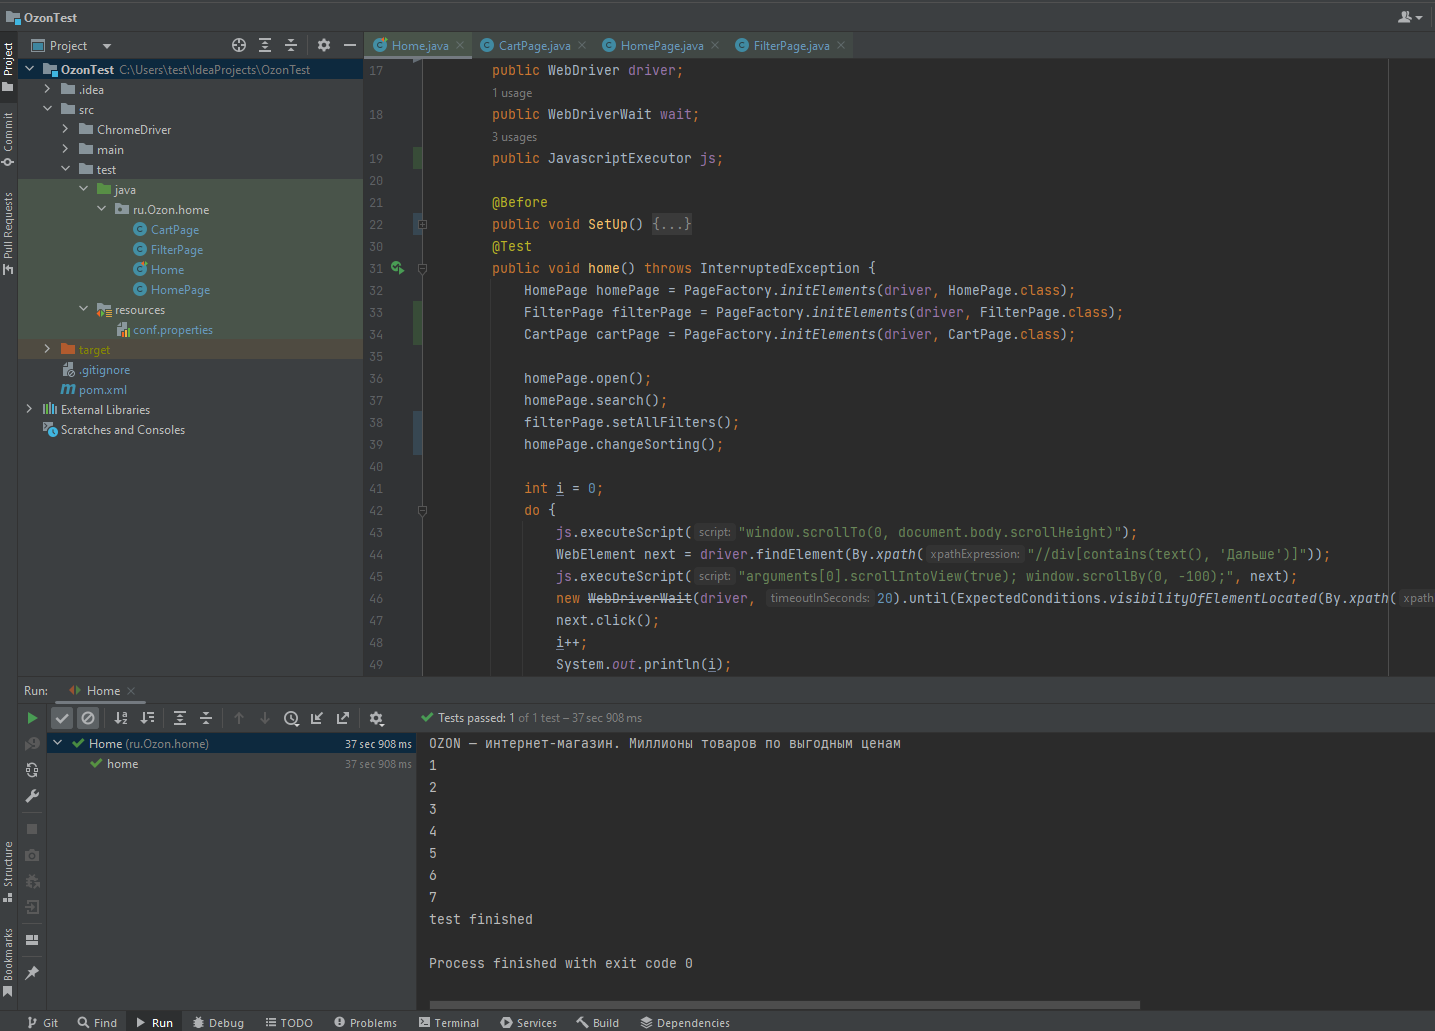 OzonTest
Project
Home.java
CartPage.java
HomePage.java
FilterPage.java
Project
Commit
Pull Requests
Structure
Bookmarks
OzonTest C:\Users\test\IdeaProjects\OzonTest
.idea
src
ChromeDriver
main
test
java
ru.Ozon.home
CartPage
FilterPage
Home
HomePage
resources
conf.properties
target
.gitignore
pom.xml
External Libraries
Scratches and Consoles
17 public WebDriver driver;
1 usage
18 public WebDriverWait wait;
3 usages
19 public JavascriptExecutor js;
20
21 @Before
22 public void SetUp() {...}
30 @Test
31 public void home() throws InterruptedException {
32 HomePage homePage = PageFactory.initElements(driver, HomePage.class);
33 FilterPage filterPage = PageFactory.initElements(driver, FilterPage.class);
34 CartPage cartPage = PageFactory.initElements(driver, CartPage.class);
35
36 homePage.open();
37 homePage.search();
38 filterPage.setAllFilters();
39 homePage.changeSorting();
40
41 int i = 0;
42 do {
43 js.executeScript( script: "window.scrollTo(0, document.body.scrollHeight)");
44 WebElement next = driver.findElement(By.xpath( xpathExpression: "//div[contains(text(), 'Дальше')]"));
45 js.executeScript( script: "arguments[0].scrollIntoView(true); window.scrollBy(0, -100);", next);
46 new WebDriverWait(driver, timeoutInSeconds: 20).until(ExpectedConditions.visibilityOfElementLocated(By.xpath( xpath
47 next.click();
48 i++;
49 System.out.println(i);
Run: Home
Tests passed: 1 of 1 test – 37 sec 908 ms
Home (ru.Ozon.home) 37 sec 908 ms
home 37 sec 908 ms
OZON — интернет-магазин. Миллионы товаров по выгодным ценам
1
2
3
4
5
6
7
test finished
Process finished with exit code 0
Git Find Run Debug TODO Problems Terminal Services Build Dependencies